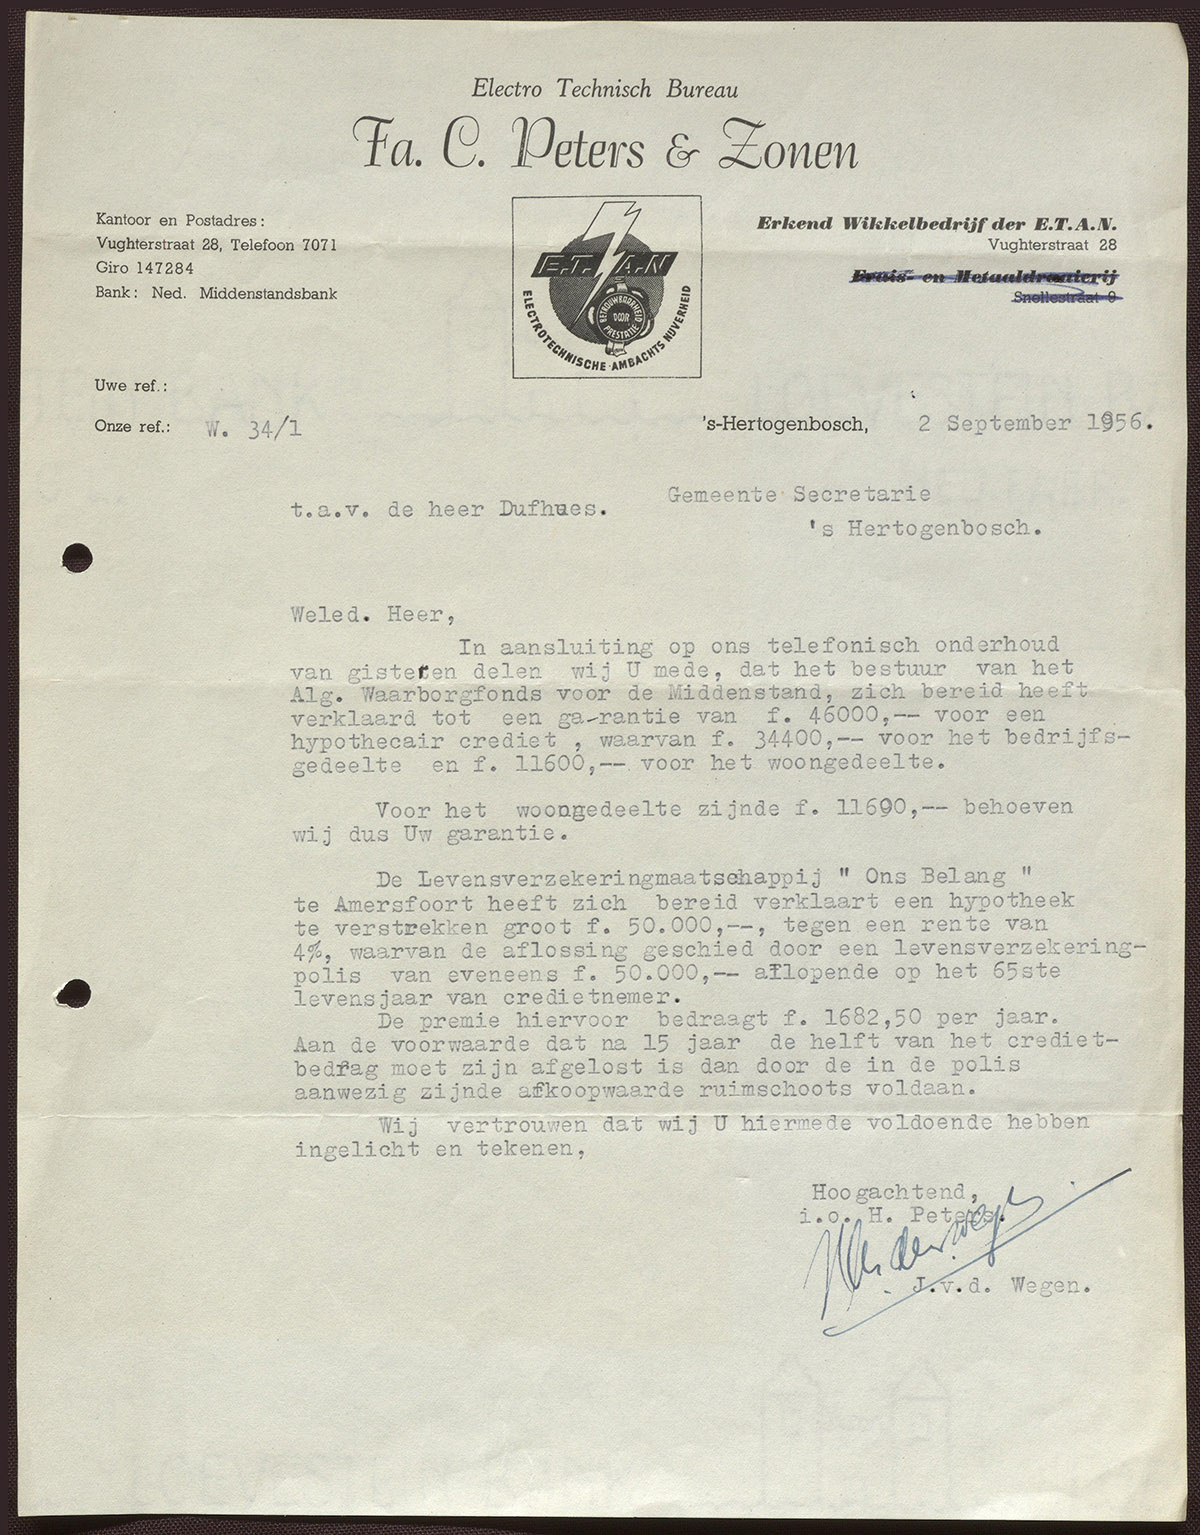 Electro Technisch Bureau
Fa. C. Peters & Zonen
Kantoor en Postadres:
Vughterstraat 28, Telefoon 7071
Giro 147284
Bank: Ned. Middenstandsbank
E.T.A.N
ELECTROTECHNISCHE·AMBACHTS NIJVERHEID
BETROUWBAARHEID
DOOR
PRESTATIE
Erkend Wikkelbedrijf der E.T.A.N.
Vughterstraat 28
en Metaaldraaierij
Snellestraat 9
Uwe ref.:
Onze ref.: W. 34/1
's-Hertogenbosch, 2 September 1956.
Gemeente Secretarie
t.a.v. de heer Dufhues.
's Hertogenbosch.
Weled. Heer,
In aansluiting op ons telefonisch onderhoud
van gisteren delen wij U mede, dat het bestuur van het
Alg. Waarborgfonds voor de Middenstand, zich bereid heeft
verklaard tot een ga-rantie van f. 46000,-- voor een
hypothecair crediet , waarvan f. 34400,-- voor het bedrijfs-
gedeelte en f. 11600,-- voor het woongedeelte.
Voor het woongedeelte zijnde f. 11690,-- behoeven
wij dus Uw garantie.
De Levensverzekeringmaatschappij " Ons Belang "
te Amersfoort heeft zich bereid verklaart een hypotheek
te verstrekken groot f. 50.000,--, tegen een rente van
4%, waarvan de aflossing geschied door een levensverzekering-
polis van eveneens f. 50.000,-- aflopende op het 65ste
levensjaar van credietnemer.
De premie hiervoor bedraagt f. 1682,50 per jaar.
Aan de voorwaarde dat na 15 jaar de helft van het crediet-
bedrag moet zijn afgelost is dan door de in de polis
aanwezig zijnde afkoopwaarde ruimschoots voldaan.
Wij vertrouwen dat wij U hiermede voldoende hebben
ingelicht en tekenen,
Hoogachtend,
i.o. H. Peters.
J.v.d. Wegen.